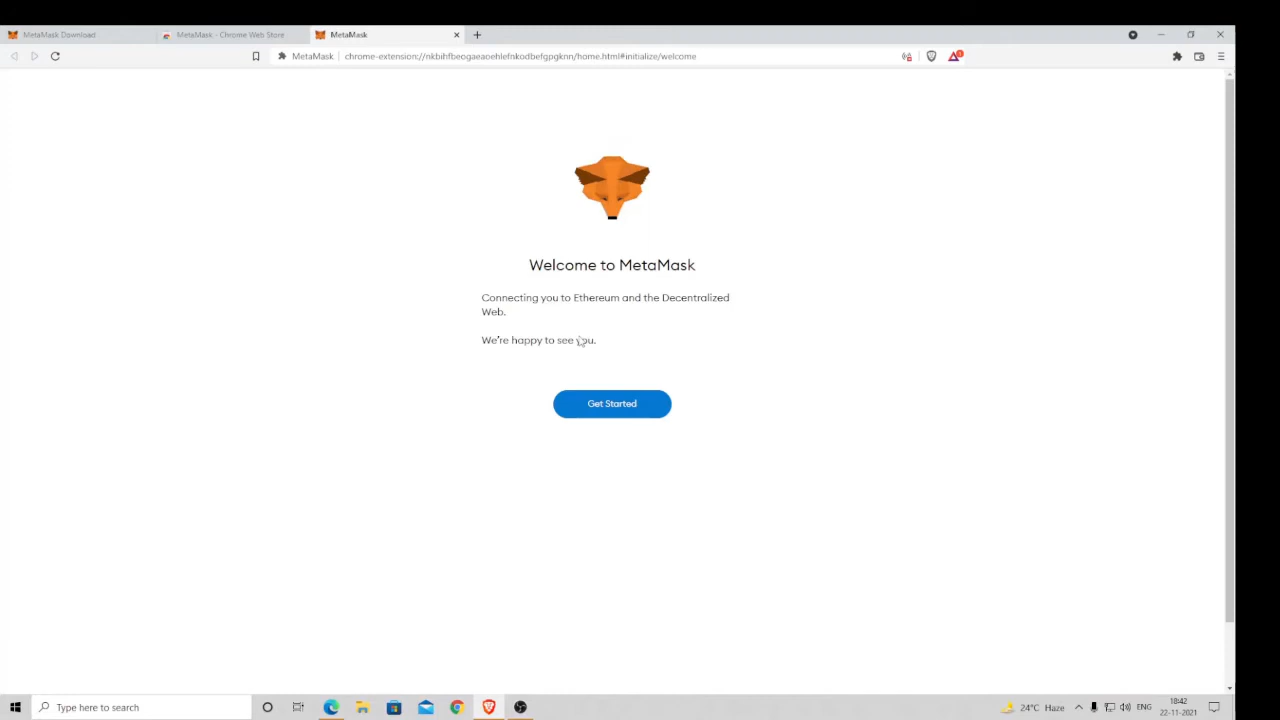 MetaMask Download
MetaMask - Chrome Web Store
MetaMask
MetaMask
chrome-extension://nkbihfbeogaeaoehlefnkodbefgpgknn/home.html#initialize/welcome
1
Welcome to MetaMask
Connecting you to Ethereum and the Decentralized
Web.
We're happy to see you.
Get Started
Type here to search
24°C Haze
ENG
18:42
22-11-2021